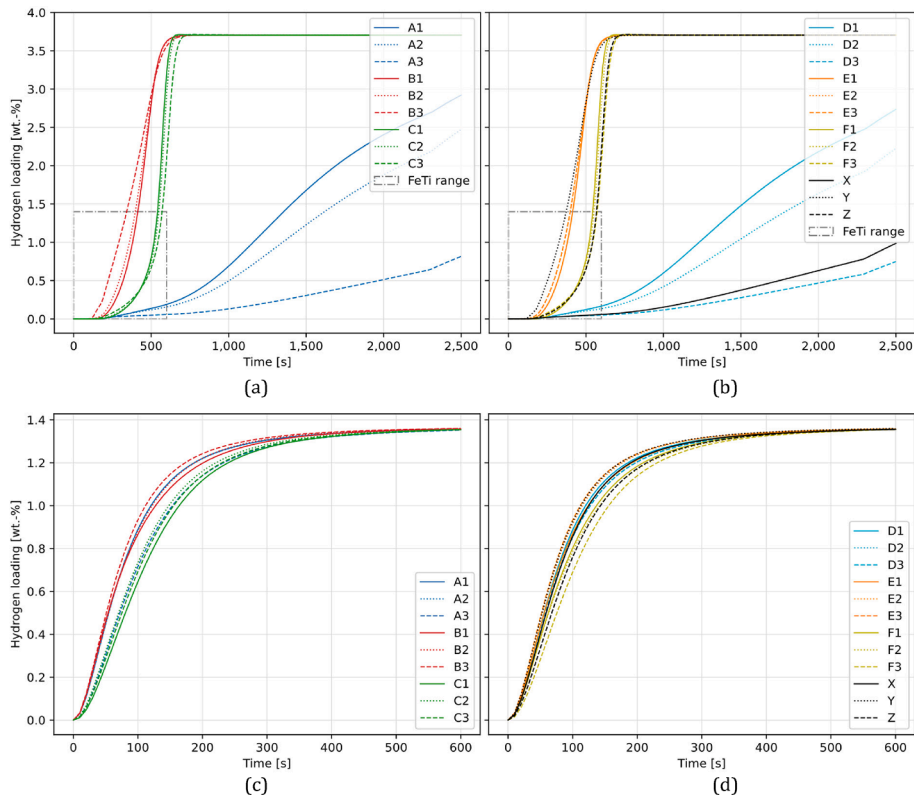 4.0
3.5
3.0
2.5
2.0
1.5
1.0
0.5
0.0
Hydrogen loading [wt.-%]
0
500
1,000
1,500
2,000
2,500
Time [s]
A1
A2
A3
B1
B2
B3
C1
C2
C3
FeTi range
(a)
0
500
1,000
1,500
2,000
2,500
Time [s]
D1
D2
D3
E1
E2
E3
F1
F2
F3
X
Y
Z
FeTi range
(b)
1.4
1.2
1.0
0.8
0.6
0.4
0.2
0.0
Hydrogen loading [wt.-%]
0
100
200
300
400
500
600
Time [s]
A1
A2
A3
B1
B2
B3
C1
C2
C3
(c)
0
100
200
300
400
500
600
Time [s]
D1
D2
D3
E1
E2
E3
F1
F2
F3
X
Y
Z
(d)